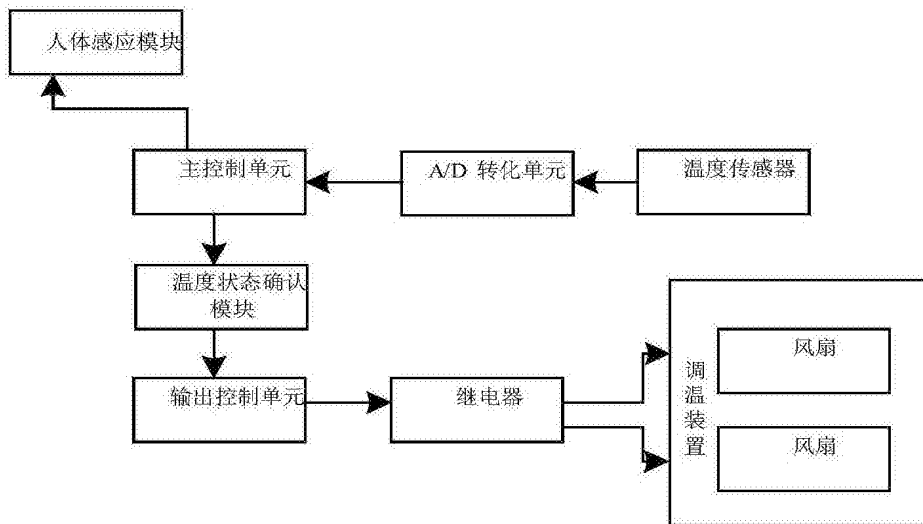 人体感应模块
主控制单元
A/D 转化单元
温度传感器
温度状态确认
模块
输出控制单元
继电器
调
温
装
置
风扇
风扇